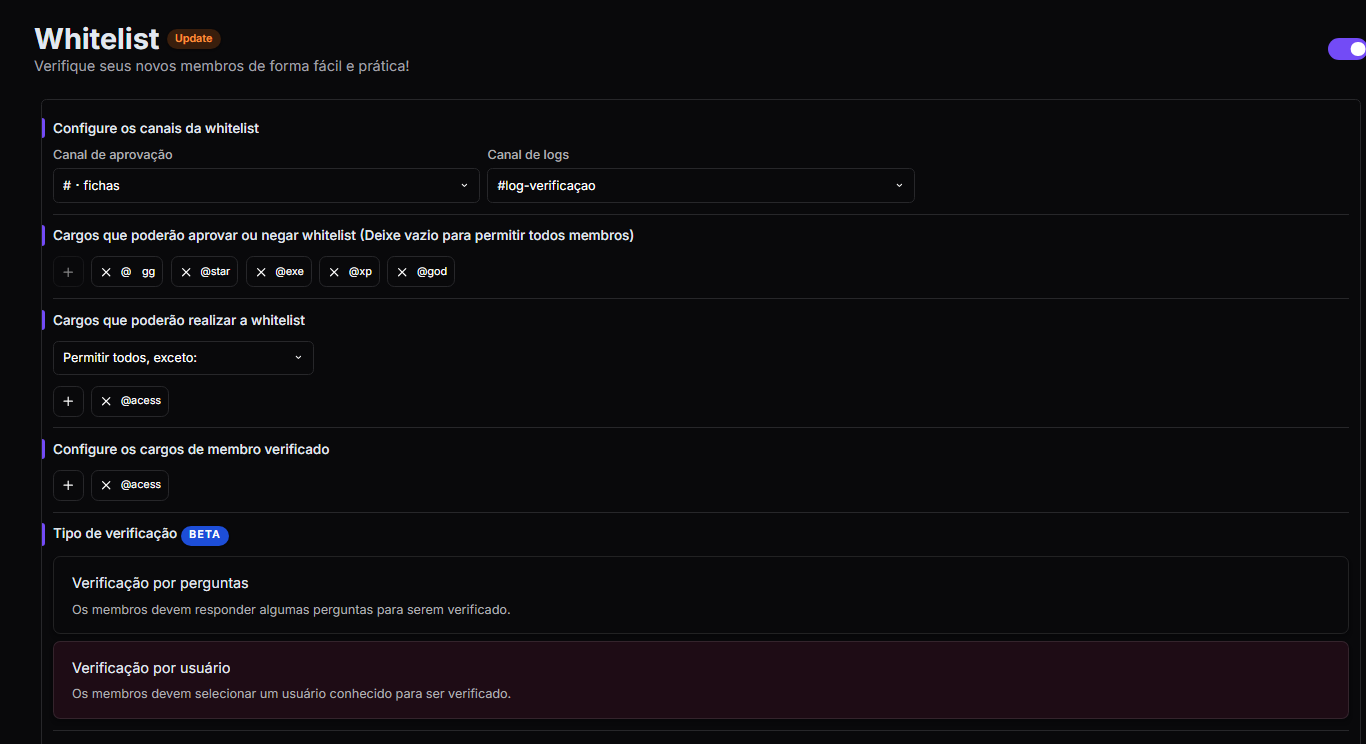 Whitelist Update
Verifique seus novos membros de forma fácil e prática!
Configure os canais da whitelist
Canal de aprovação
Canal de logs
#・fichas
#log-verificaçao
Cargos que poderão aprovar ou negar whitelist (Deixe vazio para permitir todos membros)
+ × @ gg × @star × @exe × @xp × @god
Cargos que poderão realizar a whitelist
Permitir todos, exceto:
+ × @acess
Configure os cargos de membro verificado
+ × @acess
Tipo de verificação BETA
Verificação por perguntas
Os membros devem responder algumas perguntas para serem verificado.
Verificação por usuário
Os membros devem selecionar um usuário conhecido para ser verificado.